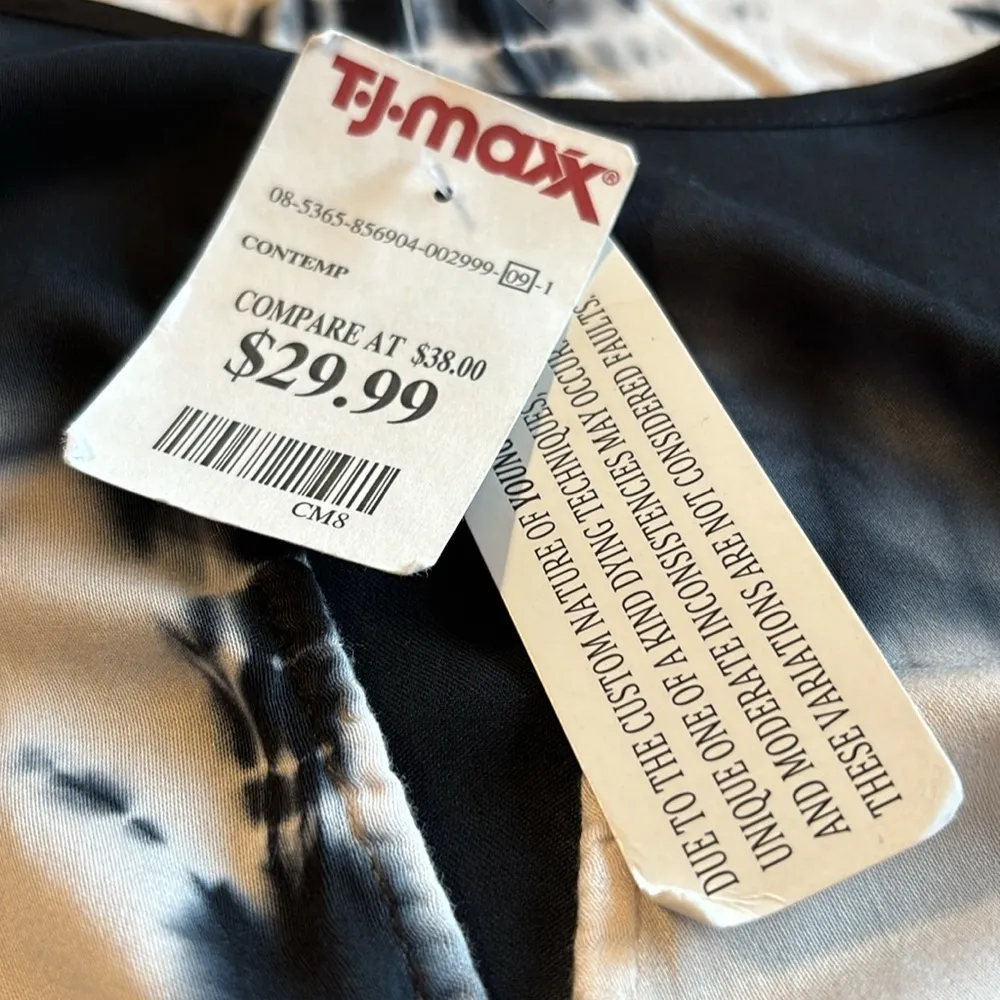 T.J.maxx®
08-5365-856904-002999-09-1
CONTEMP
COMPARE AT $38.00
$29.99
CM8
DUE TO THE CUSTOM NATURE OF
UNIQUE ONE OF A KIND DYING TECHNIQUES,
AND MODERATE INCONSISTENCIES MAY OCCUR
THESE VARIATIONS ARE NOT CONSIDERED FAULTS.